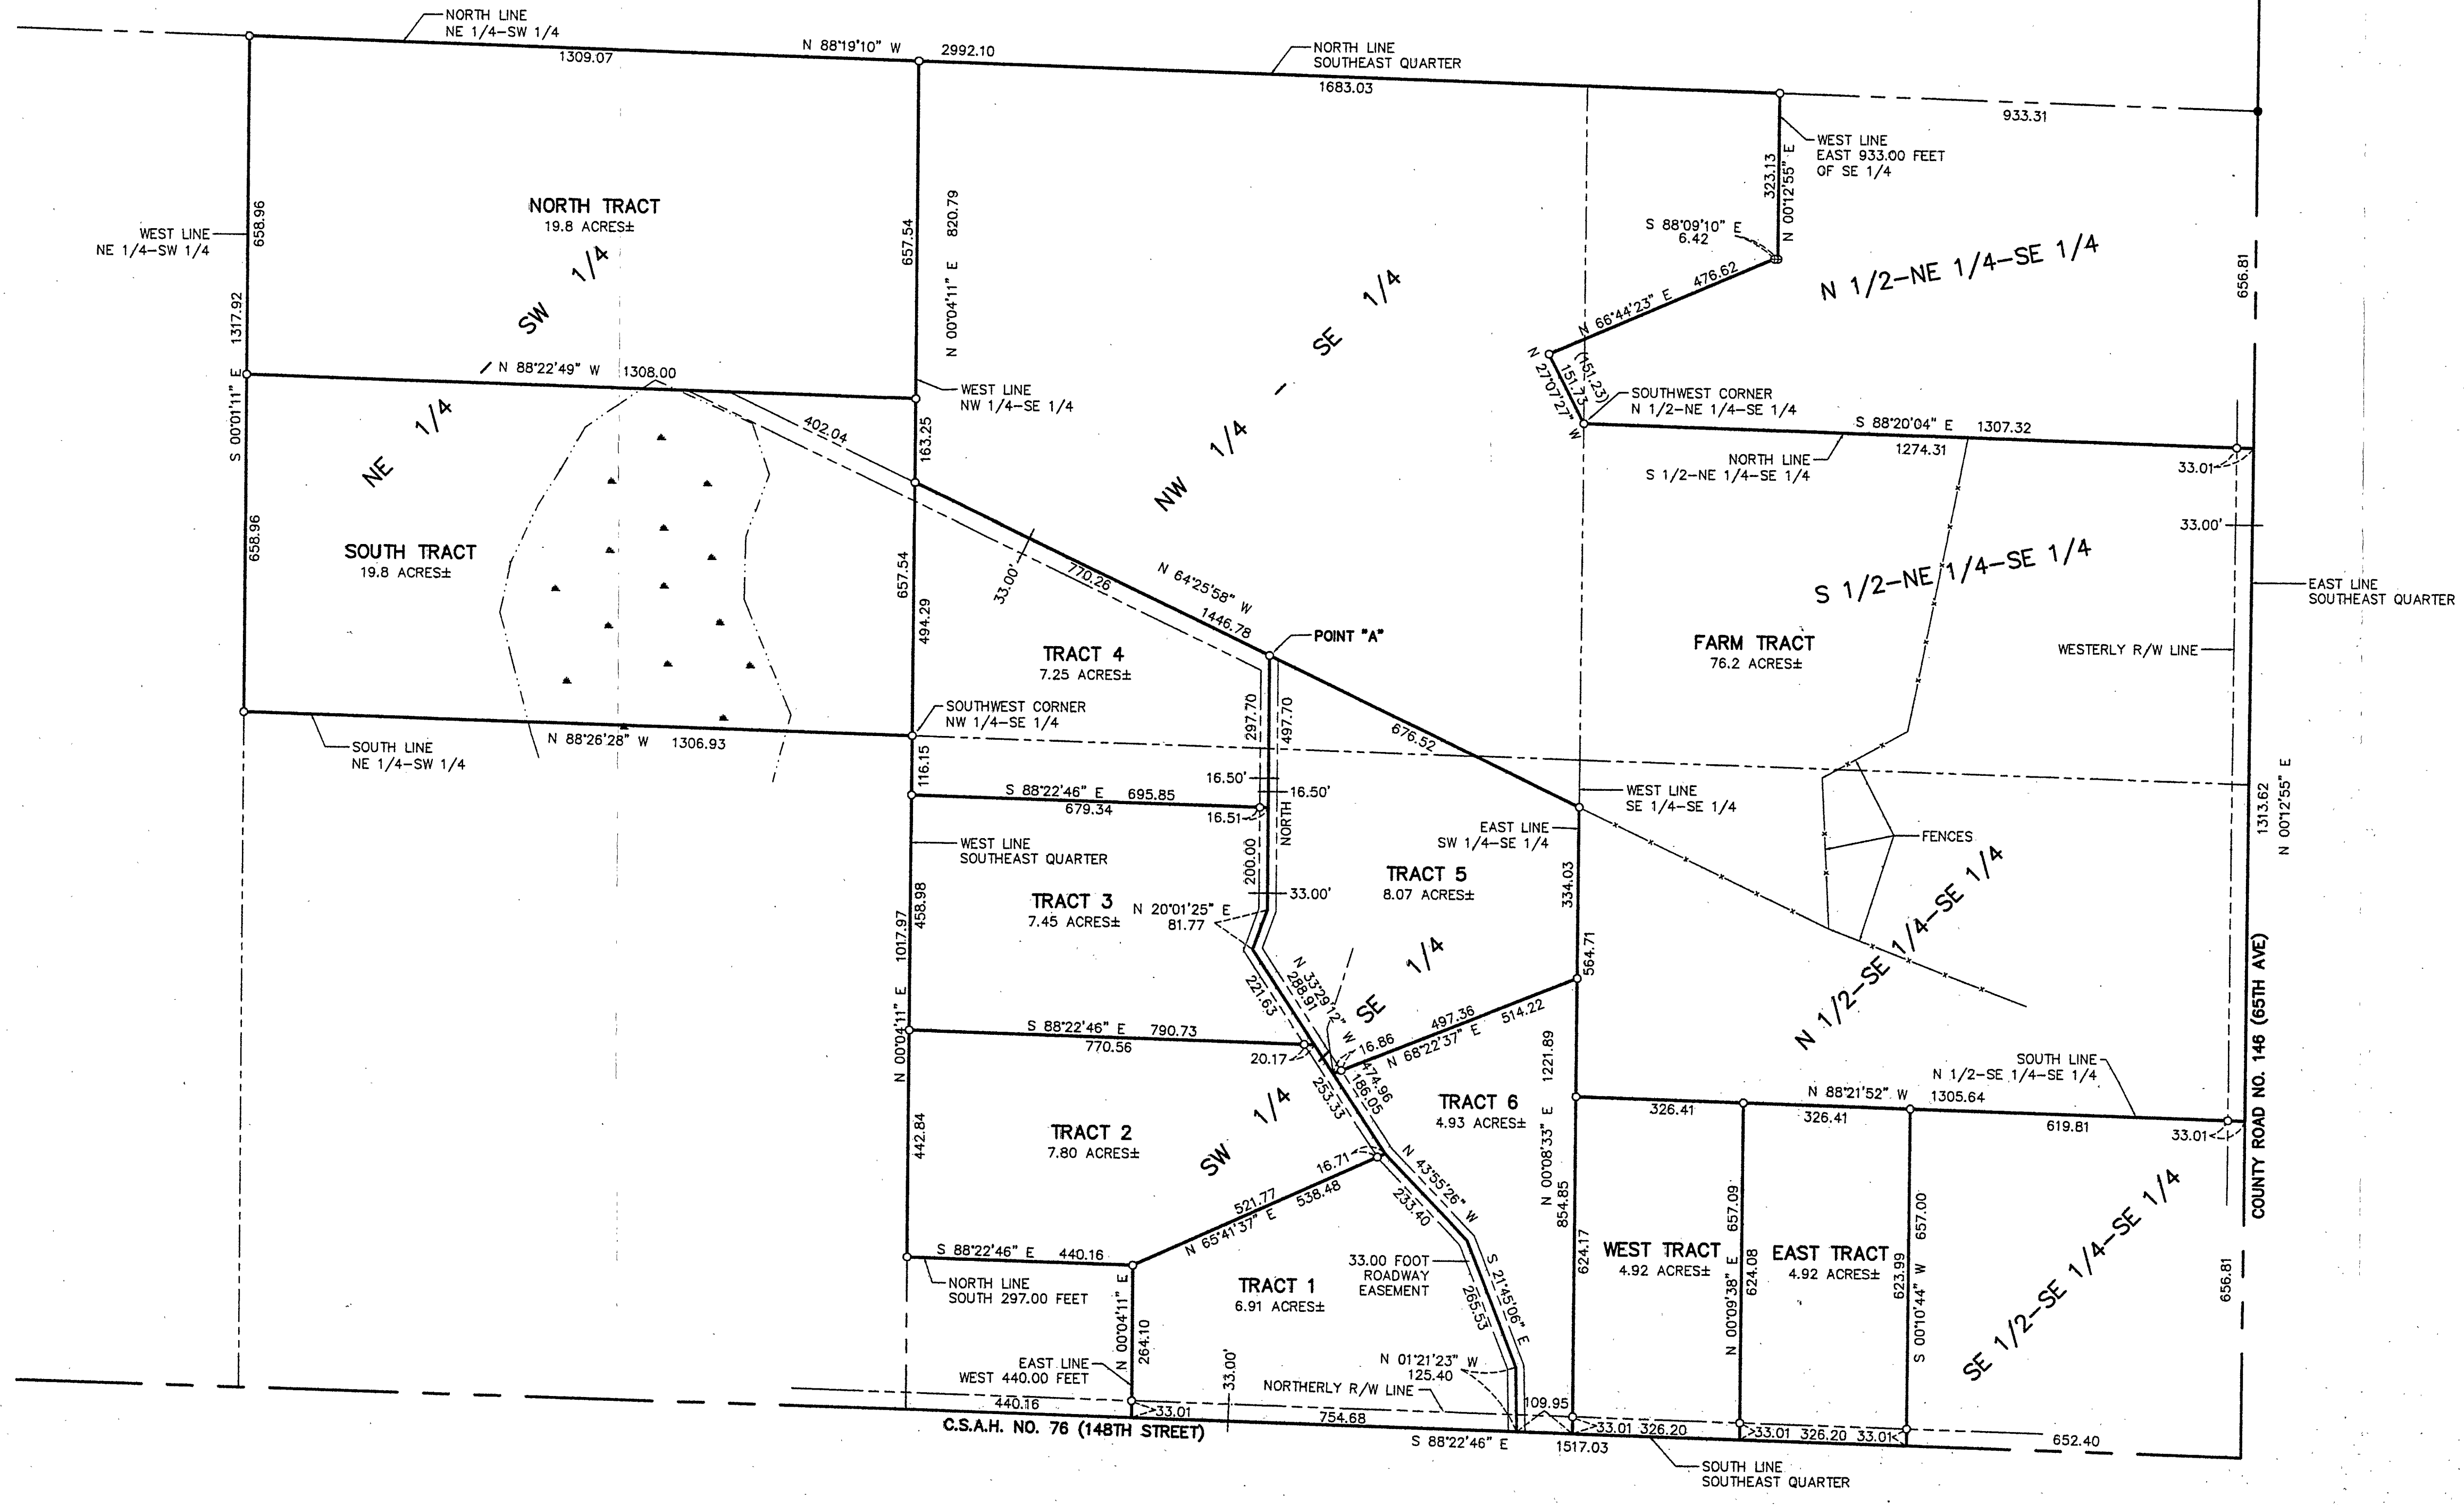 NORTH LINE
NE 1/4-SW 1/4
1309.07
N 88°19'10" W 2992.10
NORTH LINE
SOUTHEAST QUARTER
1683.03
933.31
WEST LINE
EAST 933.00 FEET
OF SE 1/4
323.13
N 00°12'55" E
S 88°09'10" E
6.42
N 66°44'23" E 476.62
N 27°07'27" W
151.73
(151.23)
SOUTHWEST CORNER
N 1/2-NE 1/4-SE 1/4
N 1/2-NE 1/4-SE 1/4
656.81
NORTH TRACT
19.8 ACRES±
WEST LINE
NE 1/4-SW 1/4
658.96
S 00°01'11" E 1317.92
658.96
657.54
N 00°04'11" E 820.79
SW 1/4
NE 1/4
N 88°22'49" W 1308.00
WEST LINE
NW 1/4-SE 1/4
402.04
163.25
NW 1/4 - SE 1/4
S 88°20'04" E 1307.32
1274.31
NORTH LINE
S 1/2-NE 1/4-SE 1/4
33.01
33.00'
SOUTH TRACT
19.8 ACRES±
657.54
494.29
33.00'
770.26
N 64°25'58" W
1446.78
POINT "A"
S 1/2-NE 1/4-SE 1/4
EAST LINE
SOUTHEAST QUARTER
TRACT 4
7.25 ACRES±
FARM TRACT
76.2 ACRES±
WESTERLY R/W LINE
SOUTHWEST CORNER
NW 1/4-SE 1/4
297.70
497.70
676.52
SOUTH LINE
NE 1/4-SW 1/4
N 88°26'28" W 1306.93
116.15
S 88°22'46" E 695.85
679.34
16.50'
16.50'
16.51
NORTH
WEST LINE
SE 1/4-SE 1/4
EAST LINE
SW 1/4-SE 1/4
FENCES
1313.62
N 00°12'55" E
WEST LINE
SOUTHEAST QUARTER
200.00
33.00'
TRACT 5
8.07 ACRES±
334.03
TRACT 3
7.45 ACRES±
N 20°01'25" E
81.77
458.98
N 00°04'11" E 1017.97
221.63
N 33°29'12" W
288.91
474.96
186.05
SE 1/4
564.71
N 1/2-SE 1/4-SE 1/4
S 88°22'46" E 790.73
770.56
20.17
16.86
497.36
N 68°22'37" E 514.22
253.33
SOUTH LINE
N 1/2-SE 1/4-SE 1/4
N 88°21'52" W 1305.64
326.41
326.41
619.81
33.01
TRACT 6
4.93 ACRES±
N 00°08'33" E 1221.89
854.85
TRACT 2
7.80 ACRES±
442.84
SW 1/4
16.71
521.77
N 65°41'37" E 538.48
N 43°55'26" W
233.40
COUNTY ROAD NO. 146 (65TH AVE)
S 88°22'46" E 440.16
NORTH LINE
SOUTH 297.00 FEET
TRACT 1
6.91 ACRES±
33.00 FOOT
ROADWAY
EASEMENT
S 21°45'06" E
265.53
624.17
WEST TRACT
4.92 ACRES±
N 00°09'38" E 657.09
624.08
EAST TRACT
4.92 ACRES±
623.99
S 00°10'44" W 657.00
SE 1/2-SE 1/4-SE 1/4
656.81
N 00°04'11" E
264.10
EAST LINE
WEST 440.00 FEET
33.00'
N 01°21'23" W
125.40
NORTHERLY R/W LINE
109.95
440.16
33.01
754.68
C.S.A.H. NO. 76 (148TH STREET)
S 88°22'46" E 1517.03
33.01 326.20
33.01 326.20 33.01
652.40
SOUTH LINE
SOUTHEAST QUARTER